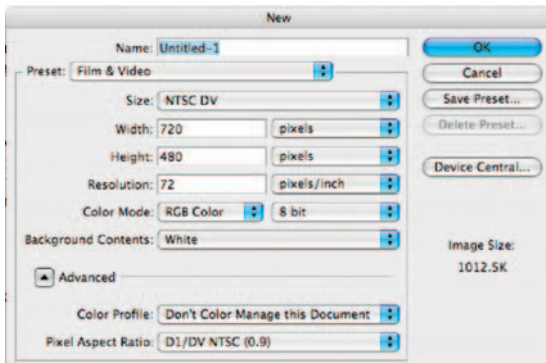 New
Name: Untitled-1
OK
Preset: Film & Video
Cancel
Size: NTSC DV
Save Preset...
Width: 720 pixels
Delete Preset...
Height: 480 pixels
Resolution: 72 pixels/inch
Device Central...
Color Mode: RGB Color 8 bit
Background Contents: White
Image Size:
1012.5K
Advanced
Color Profile: Don't Color Manage this Document
Pixel Aspect Ratio: D1/DV NTSC (0.9)